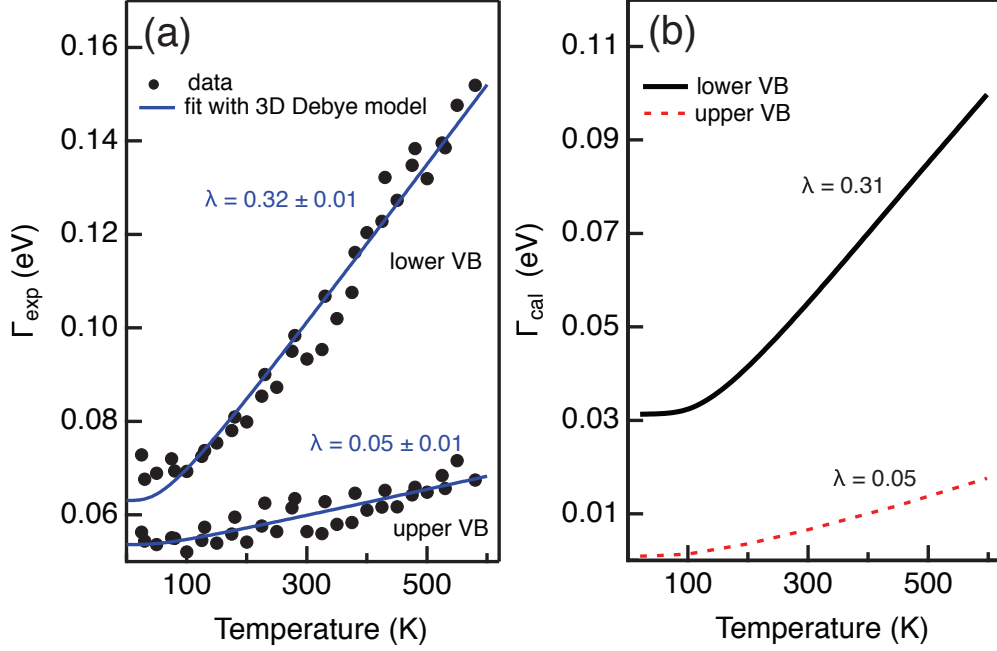 (a)
data
fit with 3D Debye model
λ = 0.32 ± 0.01
lower VB
λ = 0.05 ± 0.01
upper VB
0.16
0.14
0.12
0.10
0.08
0.06
Γexp (eV)
100
300
500
Temperature (K)
(b)
lower VB
upper VB
λ = 0.31
λ = 0.05
0.11
0.09
0.07
0.05
0.03
0.01
Γcal (eV)
100
300
500
Temperature (K)